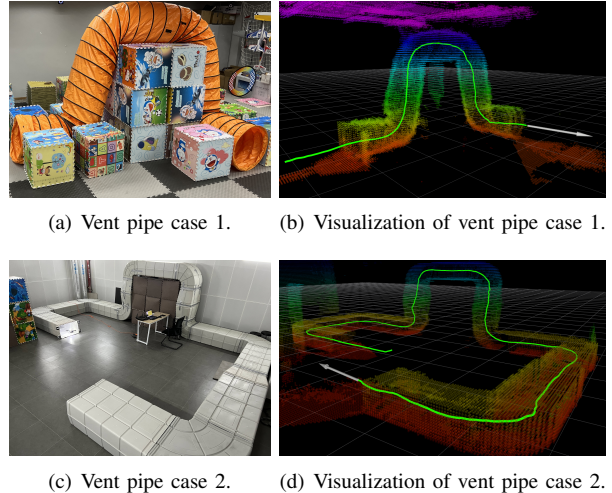 (a) Vent pipe case 1.
(b) Visualization of vent pipe case 1.
(c) Vent pipe case 2.
(d) Visualization of vent pipe case 2.